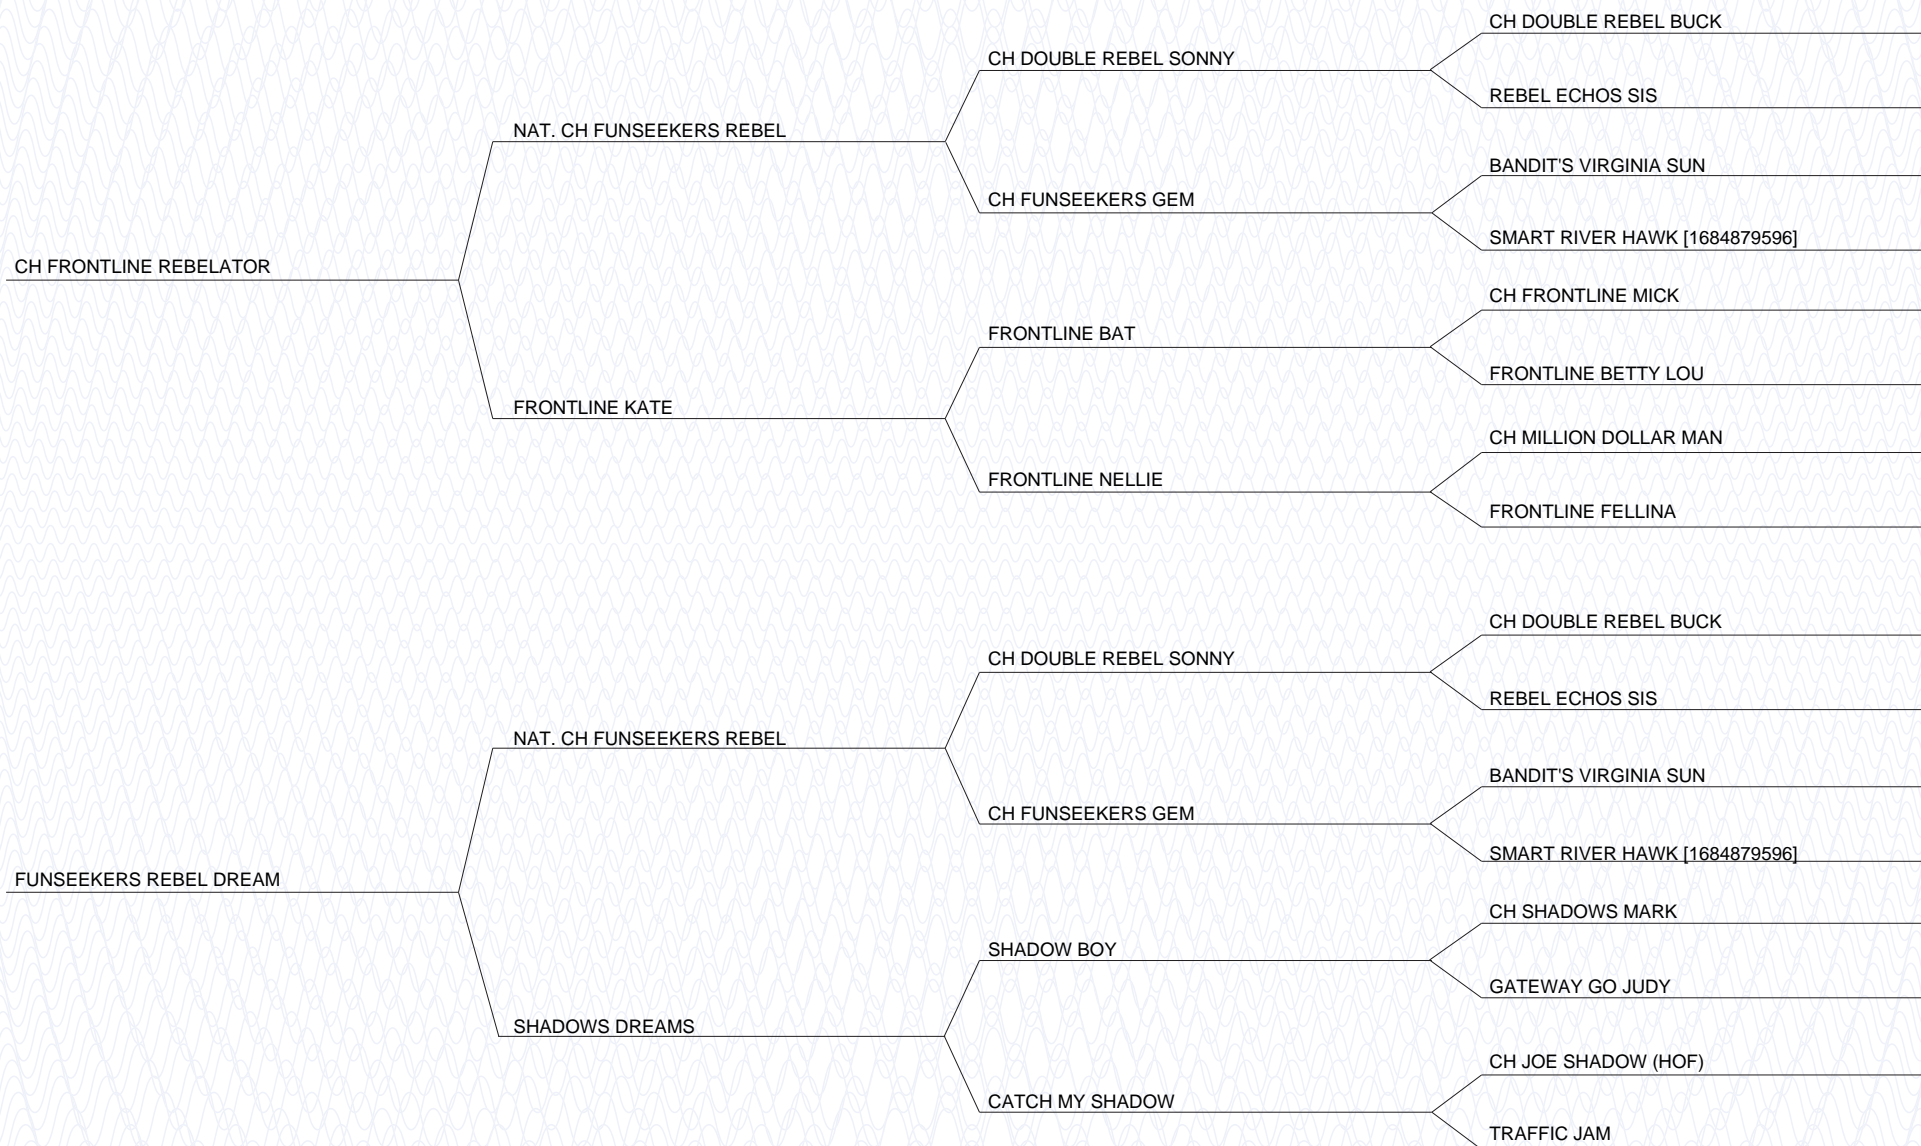 CH DOUBLE REBEL BUCK
CH DOUBLE REBEL SONNY
REBEL ECHOS SIS
NAT. CH FUNSEEKERS REBEL
BANDIT'S VIRGINIA SUN
CH FUNSEEKERS GEM
SMART RIVER HAWK [1684879596]
CH FRONTLINE REBELATOR
CH FRONTLINE MICK
FRONTLINE BAT
FRONTLINE BETTY LOU
FRONTLINE KATE
CH MILLION DOLLAR MAN
FRONTLINE NELLIE
FRONTLINE FELLINA
CH DOUBLE REBEL BUCK
CH DOUBLE REBEL SONNY
REBEL ECHOS SIS
NAT. CH FUNSEEKERS REBEL
BANDIT'S VIRGINIA SUN
CH FUNSEEKERS GEM
SMART RIVER HAWK [1684879596]
FUNSEEKERS REBEL DREAM
CH SHADOWS MARK
SHADOW BOY
GATEWAY GO JUDY
SHADOWS DREAMS
CH JOE SHADOW (HOF)
CATCH MY SHADOW
TRAFFIC JAM